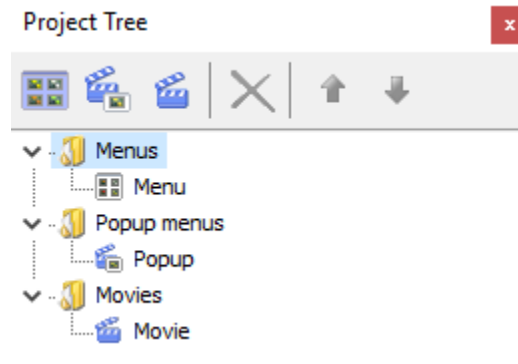 Project Tree
x
Menus
Menu
Popup menus
Popup
Movies
Movie